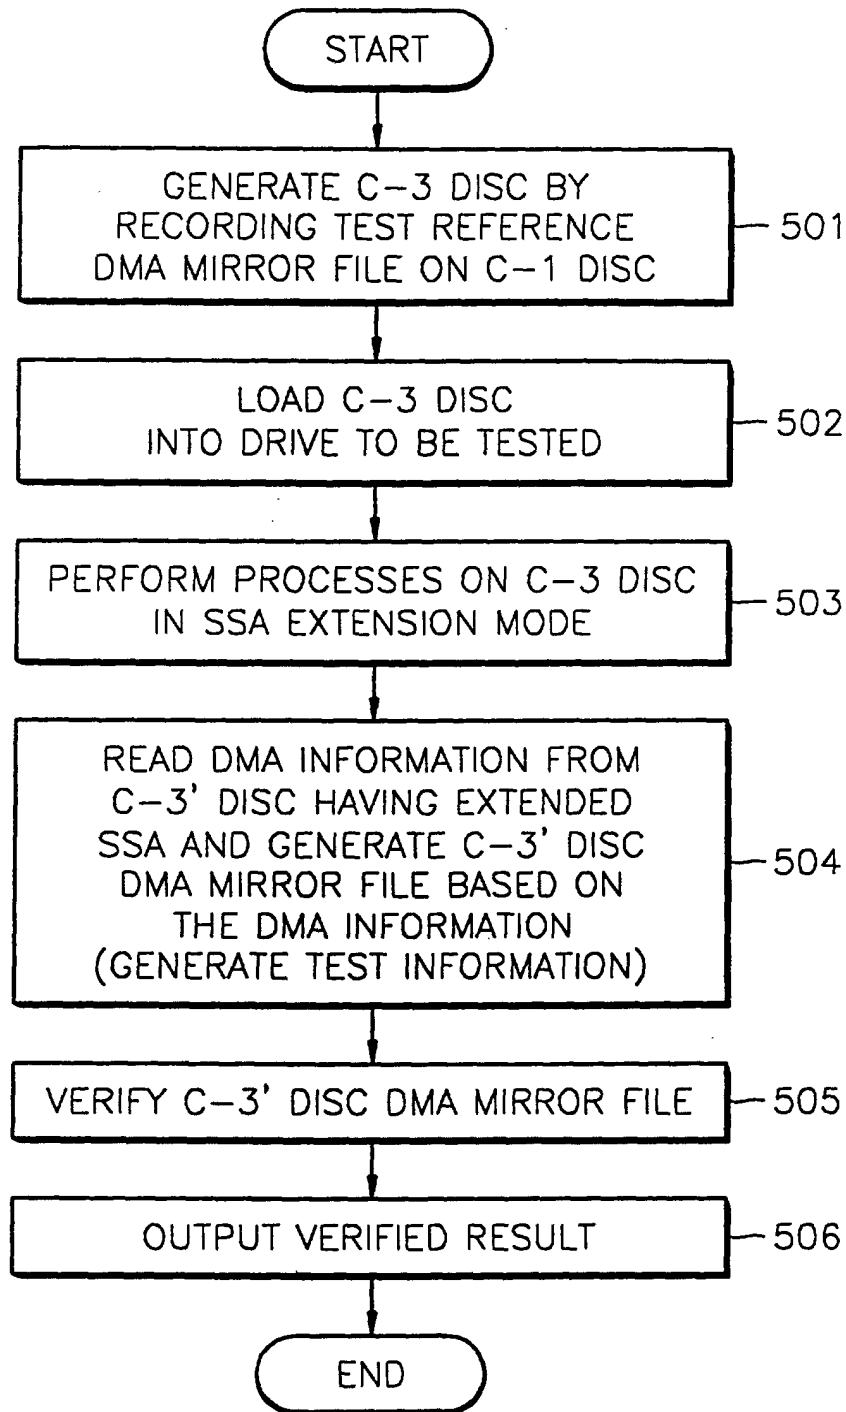 START
GENERATE C-3 DISC BY
RECORDING TEST REFERENCE
DMA MIRROR FILE ON C-1 DISC
501
LOAD C-3 DISC
INTO DRIVE TO BE TESTED
502
PERFORM PROCESSES ON C-3 DISC
IN SSA EXTENSION MODE
503
READ DMA INFORMATION FROM
C-3' DISC HAVING EXTENDED
SSA AND GENERATE C-3' DISC
DMA MIRROR FILE BASED ON
THE DMA INFORMATION
(GENERATE TEST INFORMATION)
504
VERIFY C-3' DISC DMA MIRROR FILE
505
OUTPUT VERIFIED RESULT
506
END